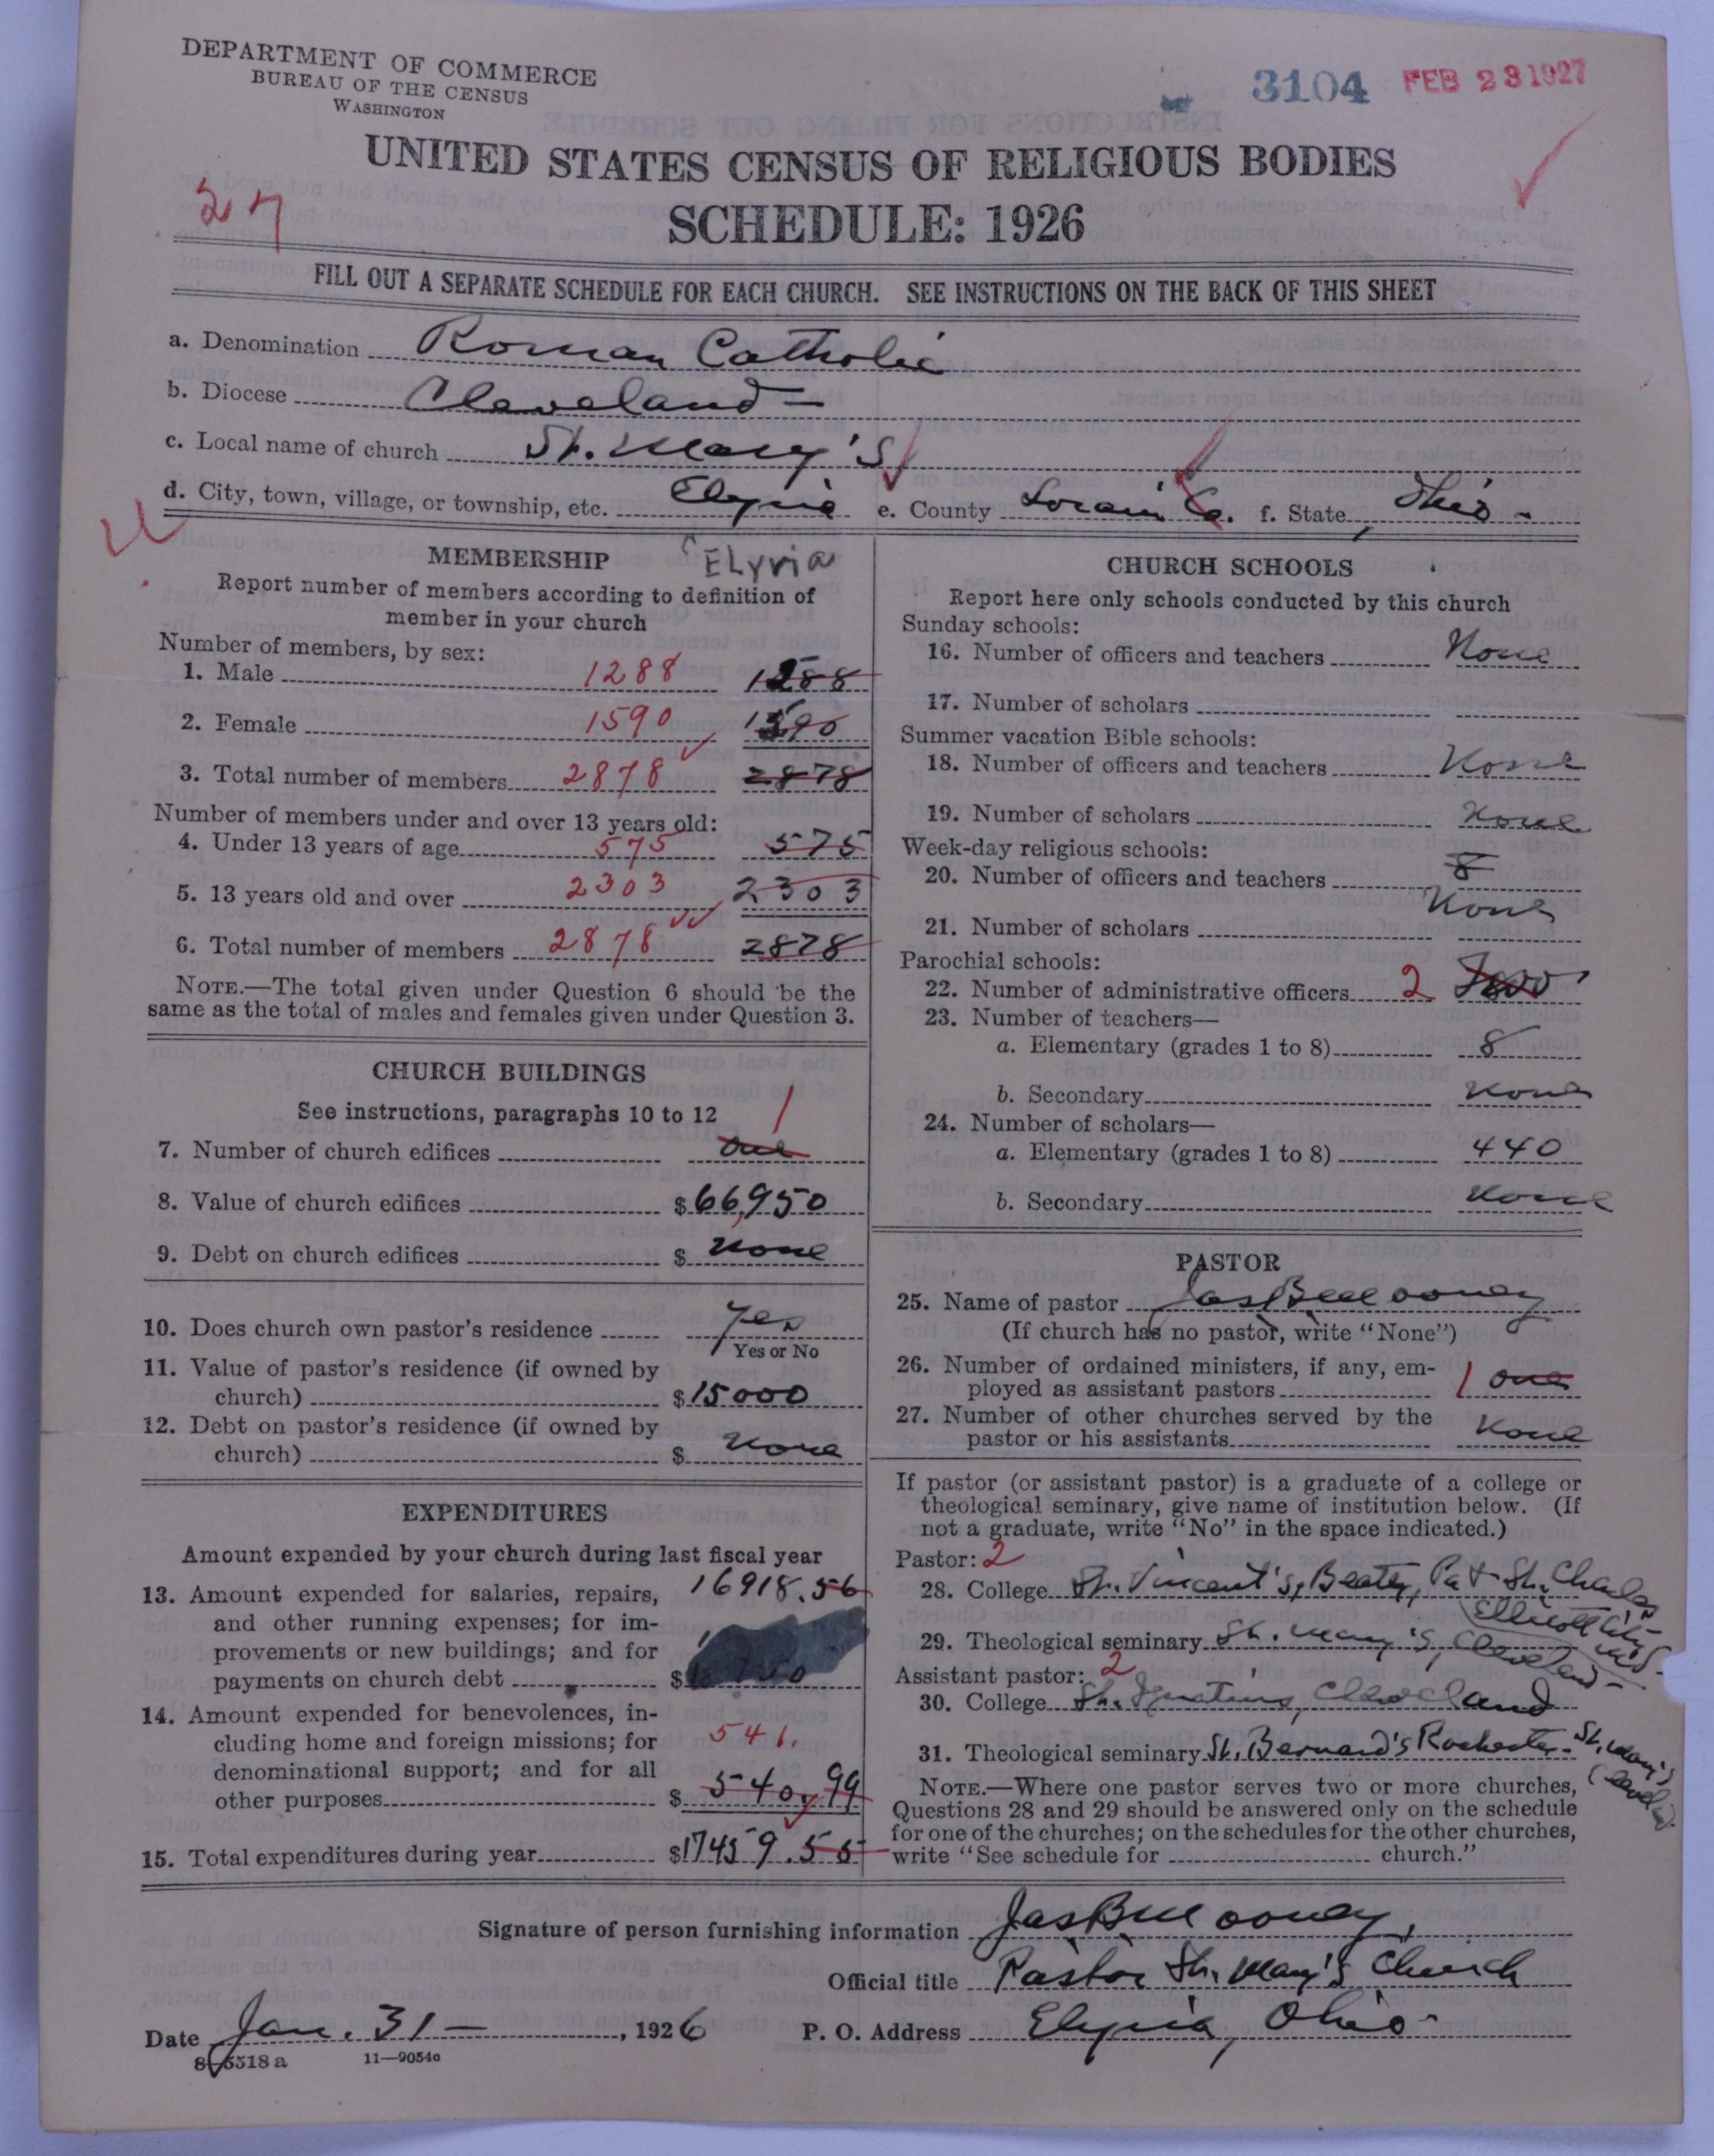 DEPARTMENT OF COMMERCE
BUREAU OF THE CENSUS
WASHINGTON
3104 FEB 23 1927
UNITED STATES CENSUS OF RELIGIOUS BODIES
27
SCHEDULE: 1926
FILL OUT A SEPARATE SCHEDULE FOR EACH CHURCH. SEE INSTRUCTIONS ON THE BACK OF THIS SHEET
a. Denomination Roman Catholic
b. Diocese Cleveland
c. Local name of church St. Mary's
d. City, town, village, or township, etc. Elyria e. County Lorain Co. f. State Ohio
MEMBERSHIP
ELyria
Report number of members according to definition of
member in your church
Number of members, by sex:
1. Male 1288 1288
2. Female 1590 1590
3. Total number of members 2878 2878
Number of members under and over 13 years old:
4. Under 13 years of age 575 575
5. 13 years old and over 2303 2303
6. Total number of members 2878 2878
NOTE.—The total given under Question 6 should be the
same as the total of males and females given under Question 3.
CHURCH BUILDINGS
See instructions, paragraphs 10 to 12
7. Number of church edifices 1 one
8. Value of church edifices $ 66,950
9. Debt on church edifices $ None
10. Does church own pastor's residence Yes
Yes or No
11. Value of pastor's residence (if owned by
church) $ 15000
12. Debt on pastor's residence (if owned by
church) $ None
EXPENDITURES
Amount expended by your church during last fiscal year
13. Amount expended for salaries, repairs, 16918.56
and other running expenses; for im-
provements or new buildings; and for
payments on church debt $
14. Amount expended for benevolences, in-
cluding home and foreign missions; for 541.
denominational support; and for all
other purposes $ 540.99
15. Total expenditures during year $ 17459.55
CHURCH SCHOOLS
Report here only schools conducted by this church
Sunday schools:
16. Number of officers and teachers None
17. Number of scholars
Summer vacation Bible schools:
18. Number of officers and teachers None
19. Number of scholars None
Week-day religious schools:
20. Number of officers and teachers 8
None
21. Number of scholars
Parochial schools:
22. Number of administrative officers 2
23. Number of teachers—
a. Elementary (grades 1 to 8) 8
b. Secondary None
24. Number of scholars—
a. Elementary (grades 1 to 8) 440
b. Secondary None
PASTOR
25. Name of pastor Jas B Mooney
(If church has no pastor, write "None")
26. Number of ordained ministers, if any, em-
ployed as assistant pastors 1 one
27. Number of other churches served by the
pastor or his assistants None
If pastor (or assistant pastor) is a graduate of a college or
theological seminary, give name of institution below. (If
not a graduate, write "No" in the space indicated.)
Pastor: 2
28. College St. Vincent's, Beatty, Pa + St. Charles
Ellicott City Md.
29. Theological seminary St. Mary's, Cleveland
Assistant pastor: 2
30. College St. Ignatius, Cleveland
31. Theological seminary St. Bernard's Rochester - St. Mary's
Cleveland
NOTE.—Where one pastor serves two or more churches,
Questions 28 and 29 should be answered only on the schedule
for one of the churches; on the schedules for the other churches,
write "See schedule for church."
Signature of person furnishing information Jas B Mooney,
Official title Pastor St. Mary's Church
Date Jan. 31 —, 1926 P. O. Address Elyria, Ohio
8—5318 a 11—9054a